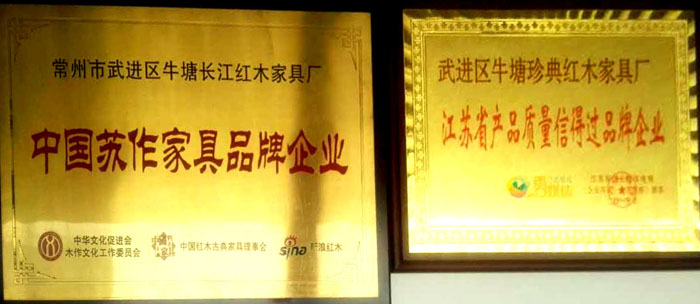 常州市武进区牛塘长江红木家具厂
中国苏作家具品牌企业
中华文化促进会
木作文化工作委员会
中国红木古典家具理事会
sina 新浪红木
武进区牛塘珍典红木家具厂
江苏省产品质量信得过品牌企业